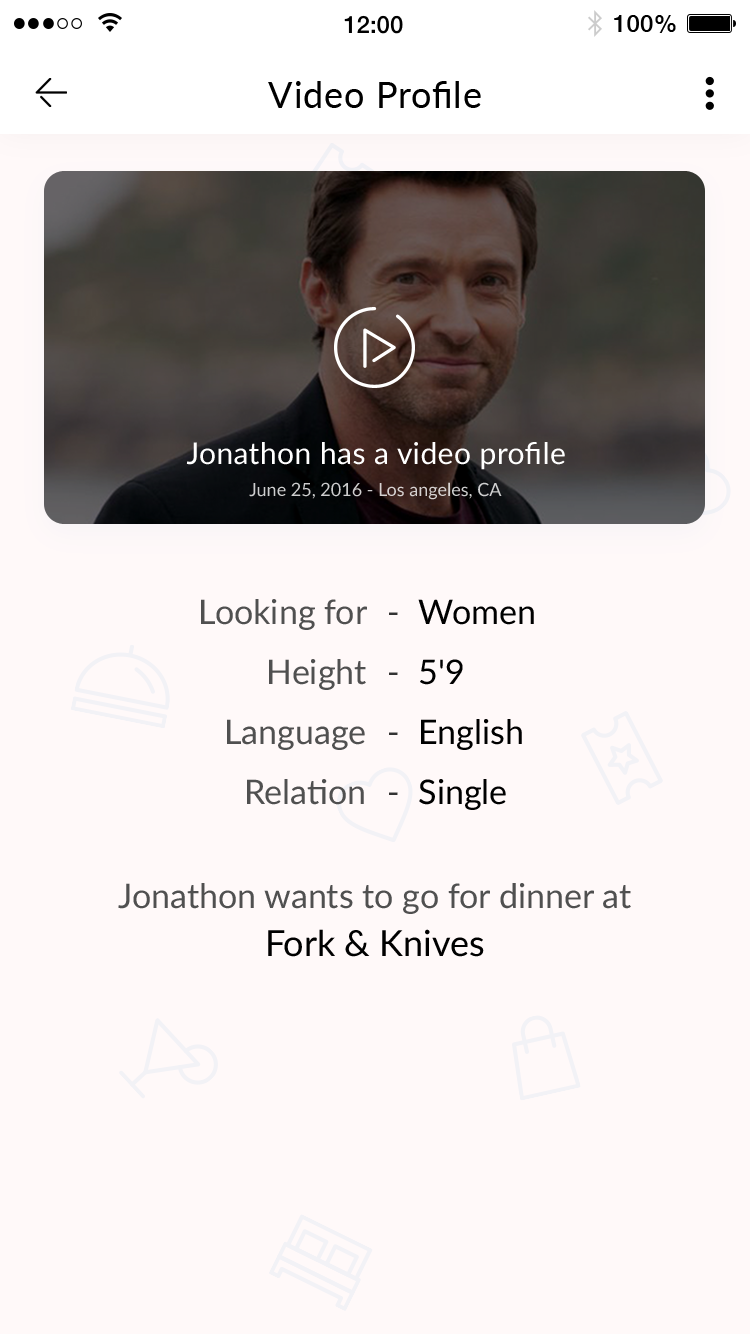 12:00 100%
Video Profile
Jonathon has a video profile
June 25, 2016 - Los angeles, CA
Looking for - Women
Height - 5'9
Language - English
Relation - Single
Jonathon wants to go for dinner at
Fork & Knives